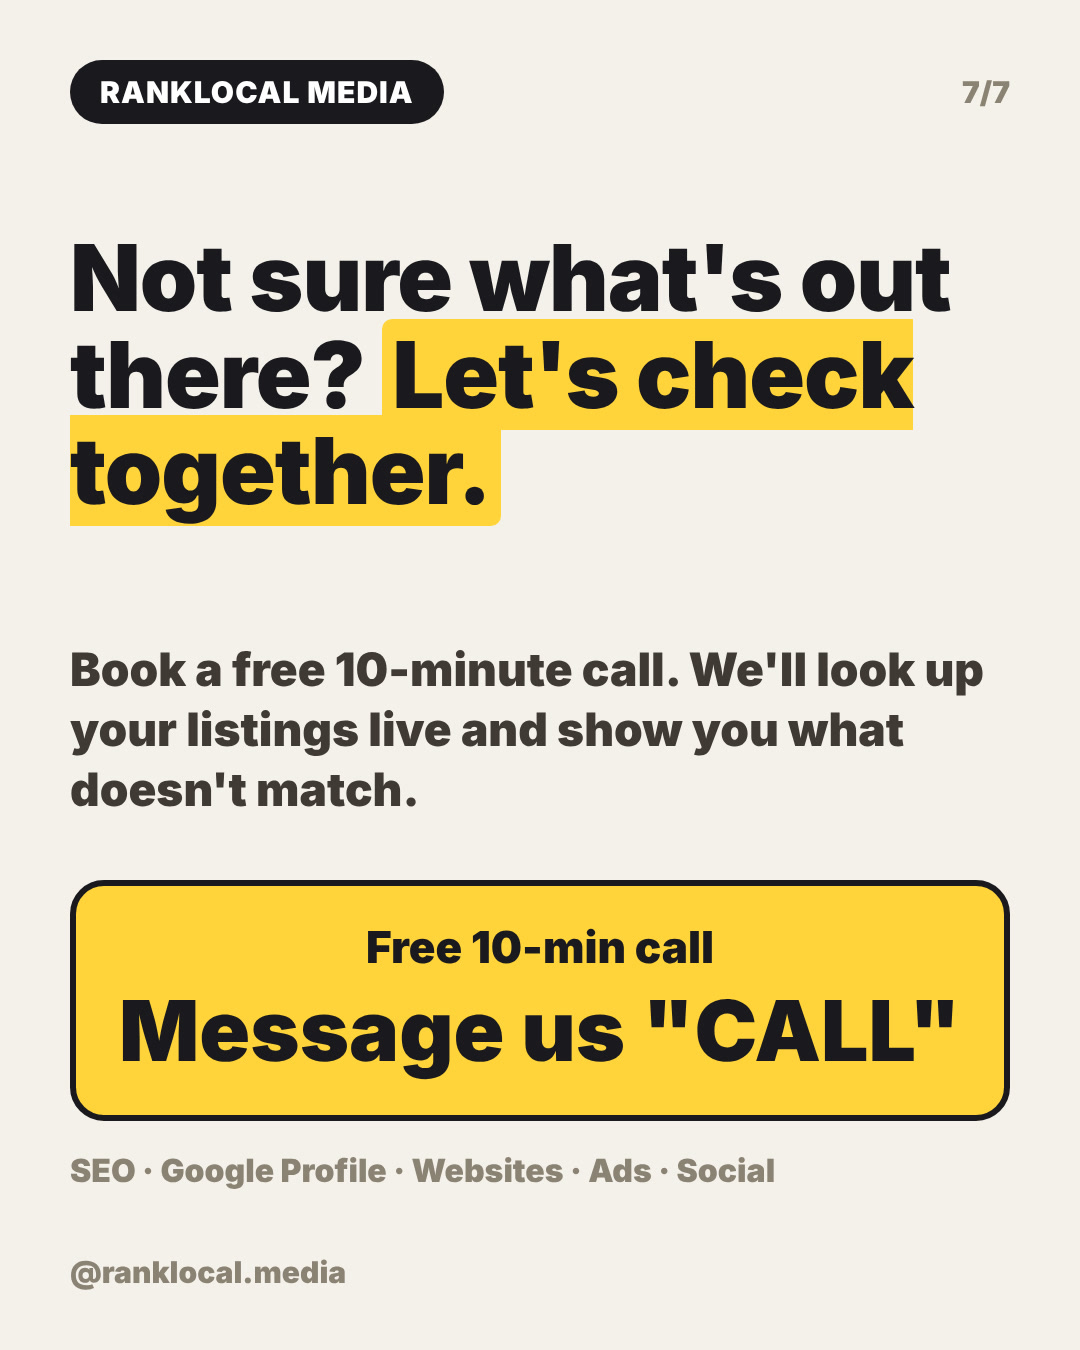 RANKLOCAL MEDIA
7/7
Not sure what's out
there? Let's check
together.
Book a free 10-minute call. We'll look up
your listings live and show you what
doesn't match.
Free 10-min call
Message us "CALL"
SEO · Google Profile · Websites · Ads · Social
@ranklocal.media